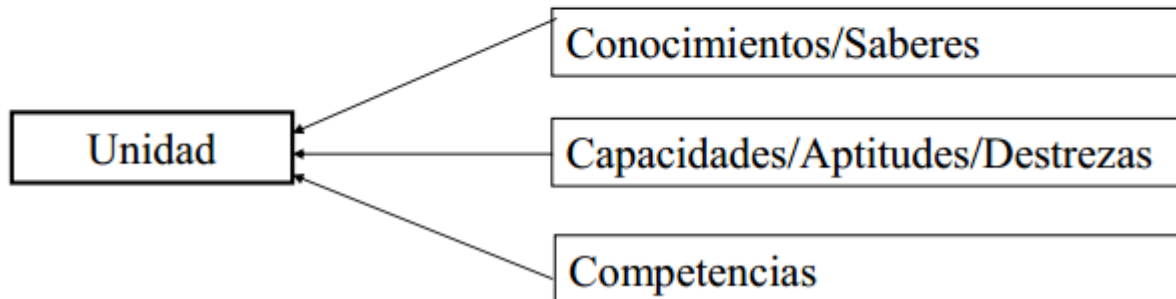 Conocimientos/Saberes
Unidad
Capacidades/Aptitudes/Destrezas
Competencias